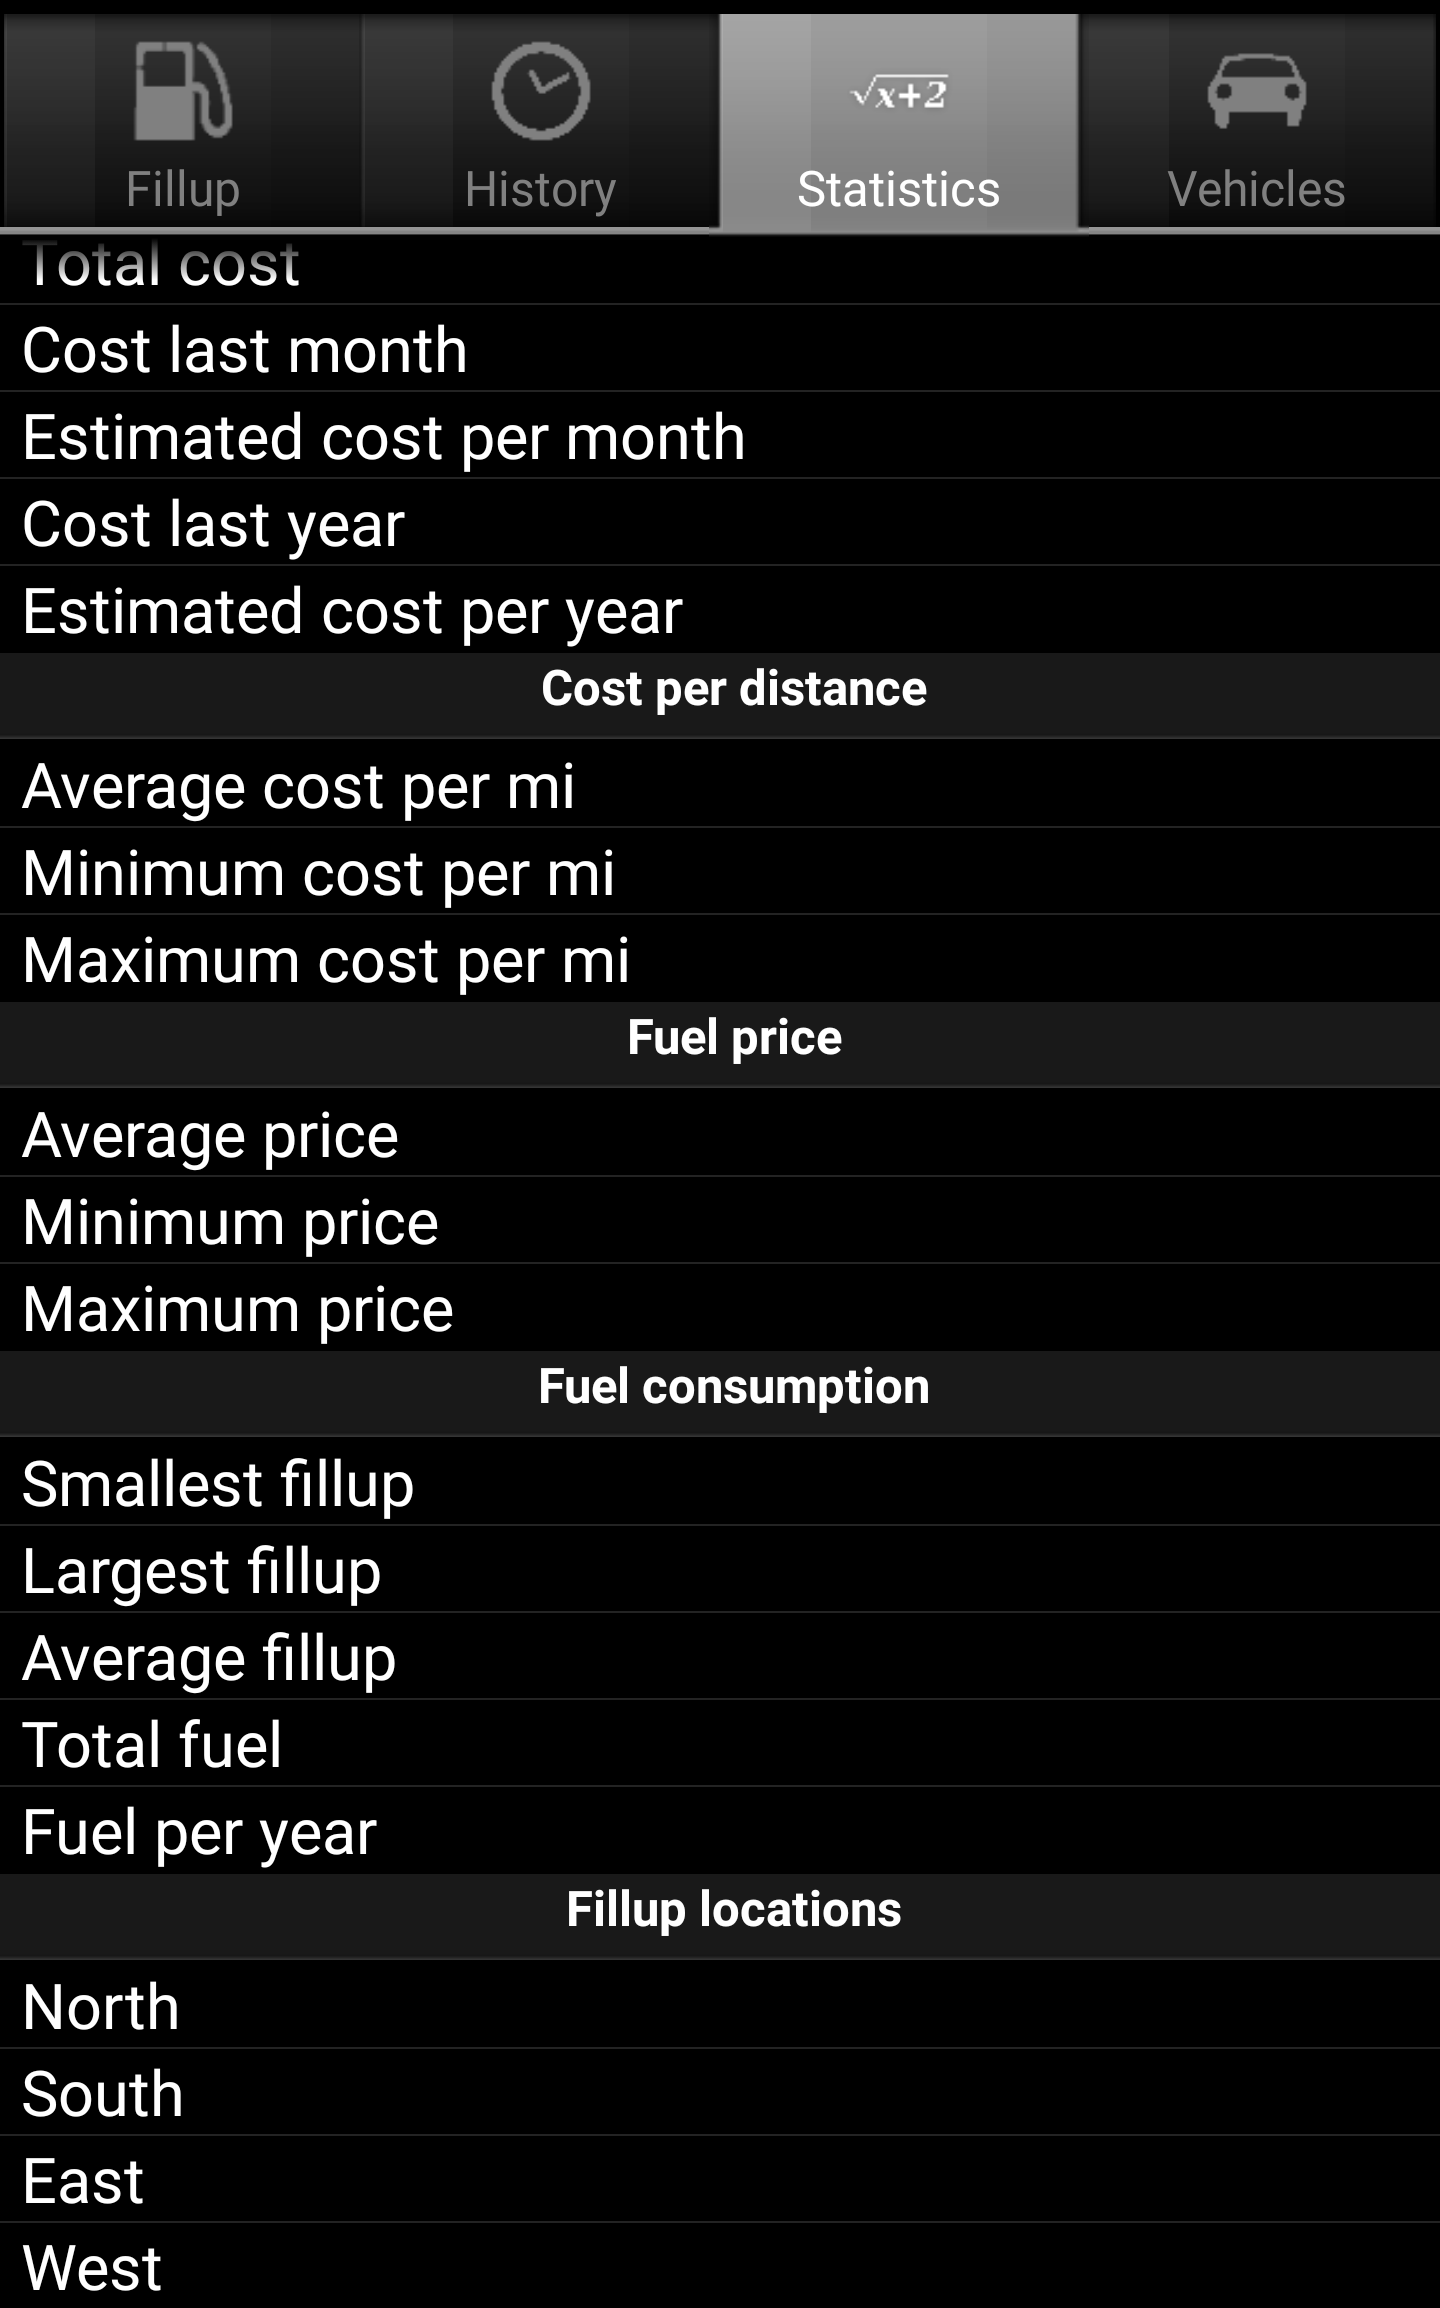 Fillup
History
√x+2
Statistics
Vehicles
Total cost
Cost last month
Estimated cost per month
Cost last year
Estimated cost per year
Cost per distance
Average cost per mi
Minimum cost per mi
Maximum cost per mi
Fuel price
Average price
Minimum price
Maximum price
Fuel consumption
Smallest fillup
Largest fillup
Average fillup
Total fuel
Fuel per year
Fillup locations
North
South
East
West